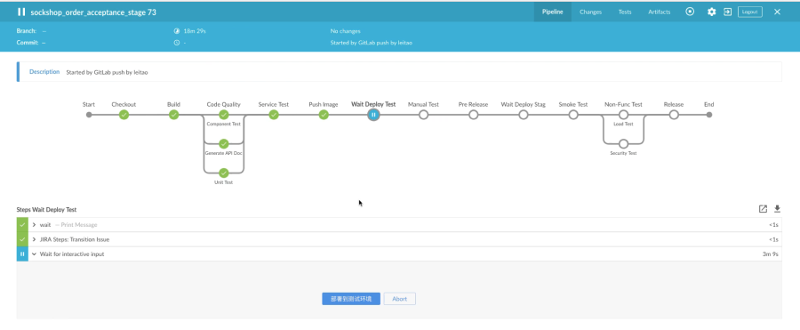 sockshop_order_acceptance_stage 73
Pipeline
Changes
Tests
Artifacts
Logout
Branch: —
16m 29s
No changes
Commit: —
-
Started by GitLab push by leitao
Description Started by GitLab push by leitao
Start Checkout Build Code Quality Service Test Push Image Wait Deploy Test Manual Test Pre Release Wait Deploy Stag Smoke Test Non-Func Test Release End
Component Test Load Test
Generate API Doc Security Test
Unit Test
Steps Wait Deploy Test
wait — Print Message <1s
JIRA Steps: Transition Issue <1s
Wait for interactive input 3m 9s
部署到测试环境 Abort